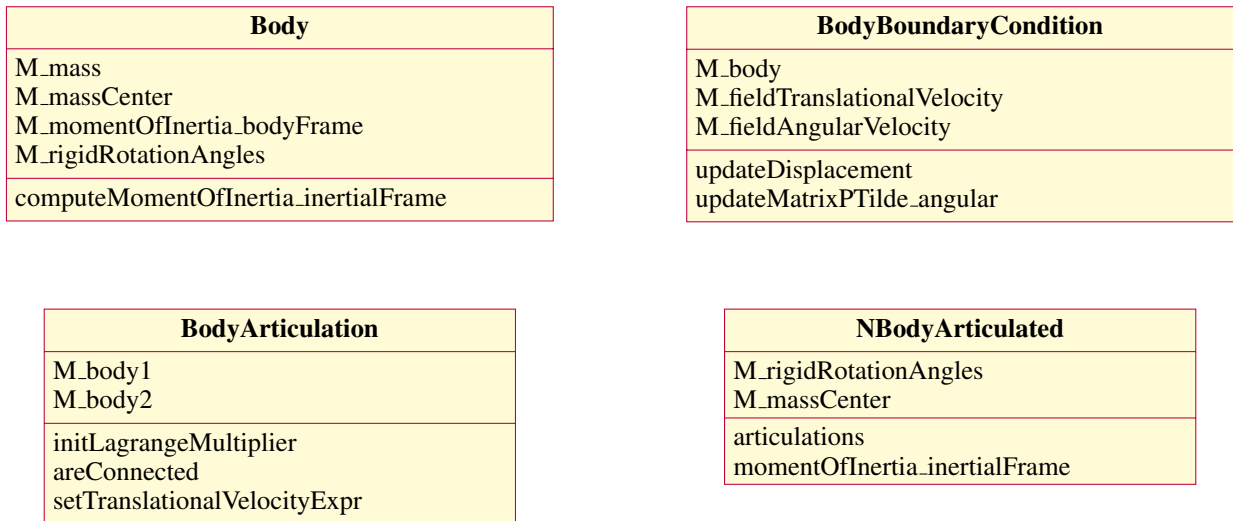 Body
M_mass
M_massCenter
M_momentOfInertia_bodyFrame
M_rigidRotationAngles
computeMomentOfInertia_inertialFrame
BodyBoundaryCondition
M_body
M_fieldTranslationalVelocity
M_fieldAngularVelocity
updateDisplacement
updateMatrixPTilde_angular
BodyArticulation
M_body1
M_body2
initLagrangeMultiplier
areConnected
setTranslationalVelocityExpr
NBodyArticulated
M_rigidRotationAngles
M_massCenter
articulations
momentOfInertia_inertialFrame